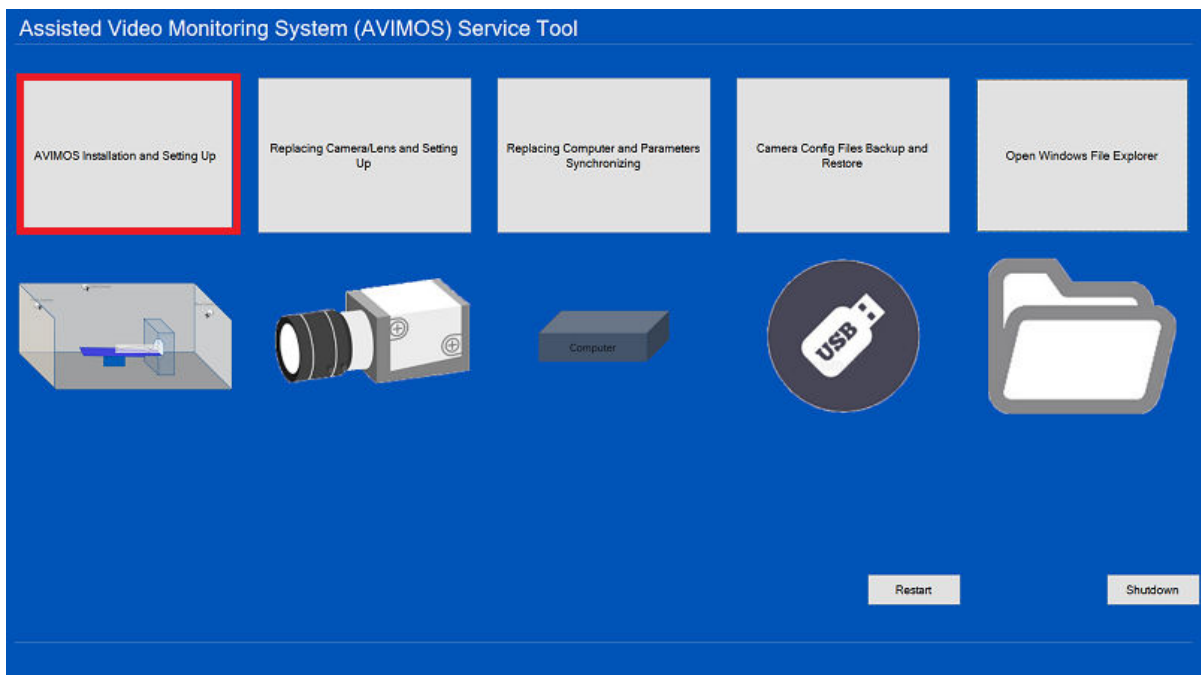 Assisted Video Monitoring System (AVIMOS) Service Tool
AVIMOS Installation and Setting Up
Replacing Camera/Lens and Setting
Up
Replacing Computer and Parameters
Synchronizing
Camera Config Files Backup and
Restore
Open Windows File Explorer
Computer
USB
Restart
Shutdown